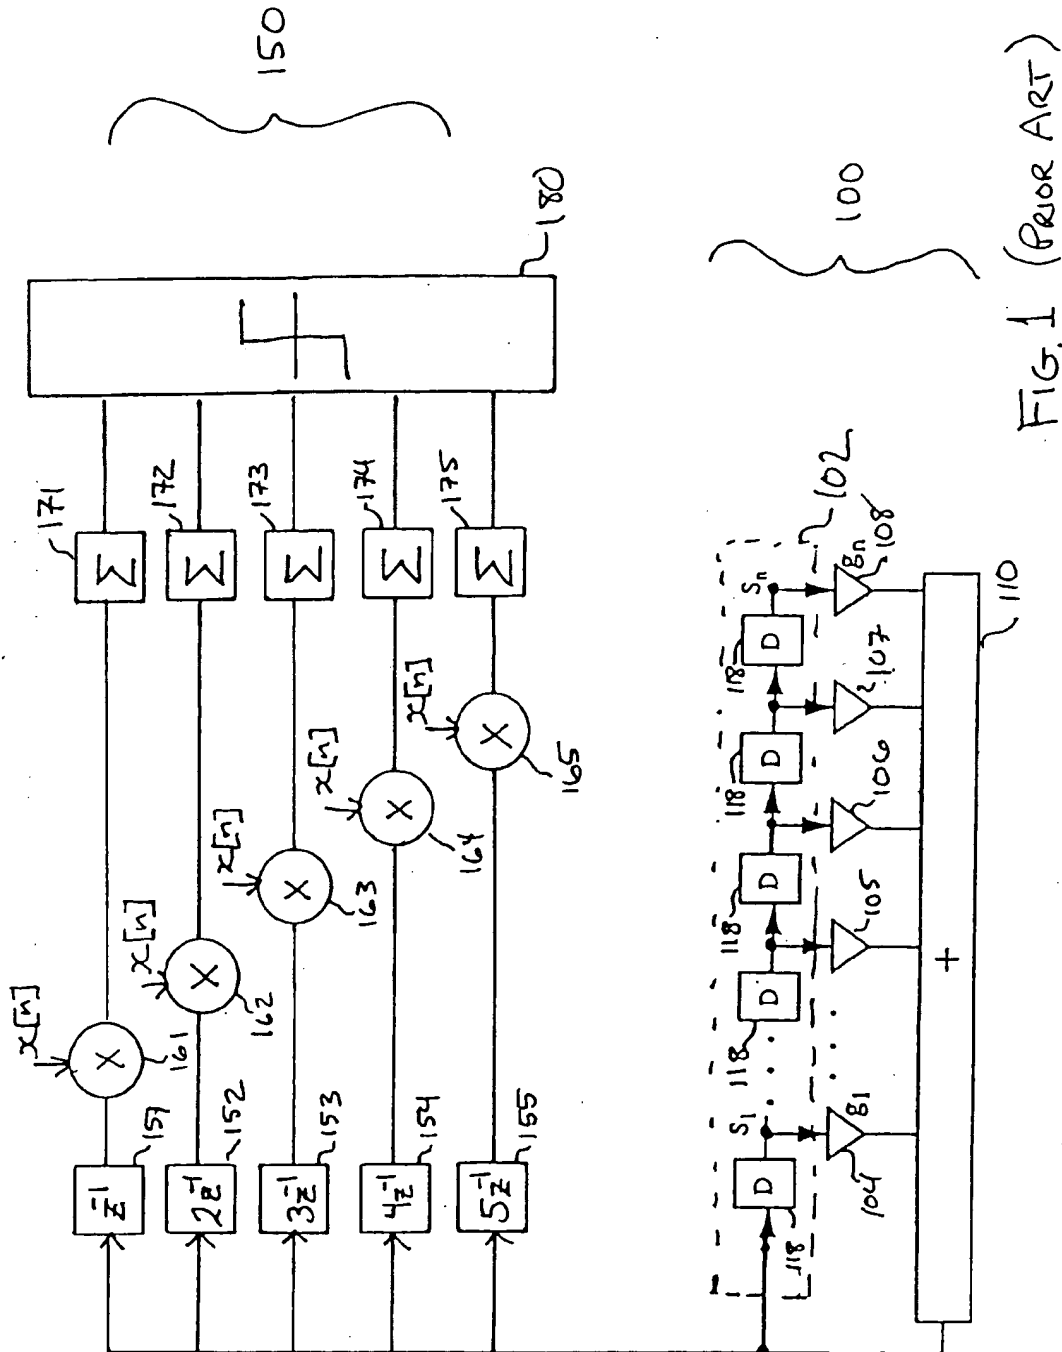 150
180
171
172
173
174
175
Σ
Σ
Σ
Σ
Σ
x[n]
x[n]
x[n]
x[n]
x[n]
X
X
X
X
X
161
162
163
164
165
151
152
153
154
155
z⁻¹
2z⁻¹
3z⁻¹
4z⁻¹
5z⁻¹
100
102
S1
Sn
D
D
D
D
D
118
118
118
118
118
g1
gn
104
105
106
107
108
+
110
FIG. 1 (PRIOR ART)